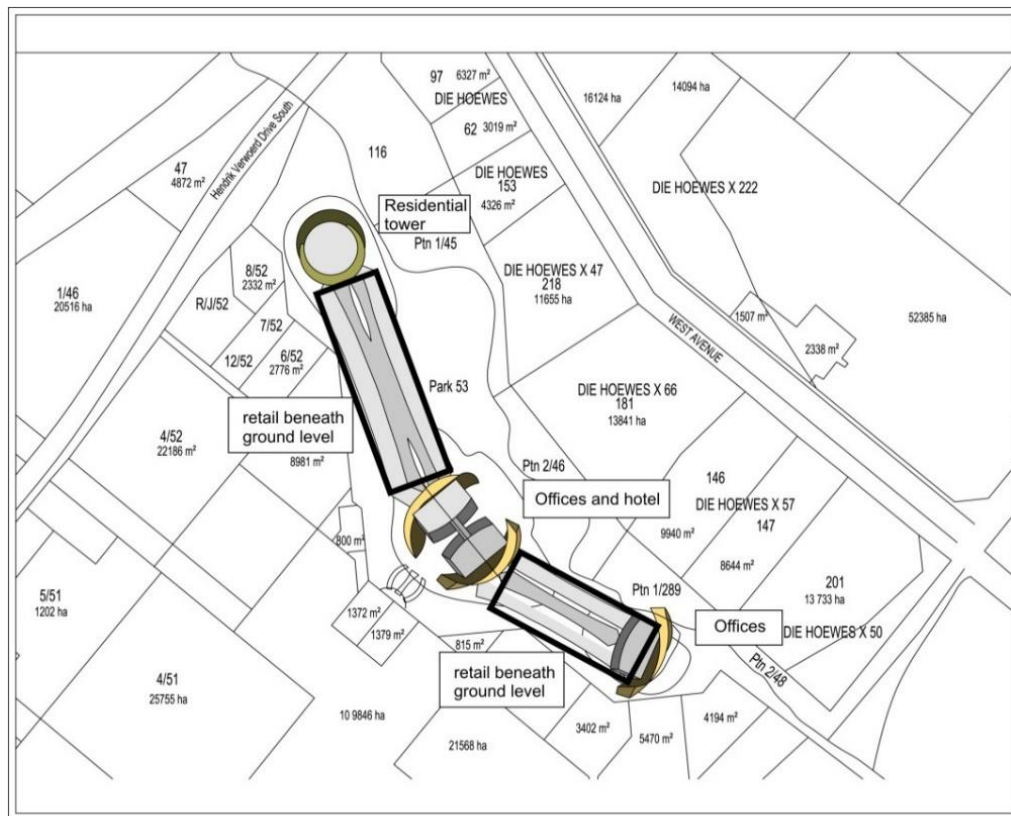 97 6327 m²
DIE HOEWES
62 3019 m²
16124 ha
14094 ha
Hendrik Verwoerd Drive South
47
4872 m²
116
DIE HOEWES
153
4326 m²
DIE HOEWES X 222
Residential
tower
Ptn 1/45
8/52
2332 m²
R/J/52
1/46
20516 ha
DIE HOEWES X 47
218
11655 ha
7/52
12/52
6/52
2776 m²
WEST AVENUE
1507 m²
2338 m²
52385 ha
Park 53
DIE HOEWES X 66
181
13841 ha
retail beneath
ground level
4/52
22186 m²
8981 m²
Ptn 2/46
Offices and hotel
146
DIE HOEWES X 57
147
9940 m²
8644 m²
800 m²
5/51
1202 ha
1372 m²
1379 m²
Ptn 1/289
201
13 733 ha
Offices
DIE HOEWES X 50
815 m²
retail beneath
ground level
Ptn 2/48
4/51
25755 ha
10 9846 ha
21568 ha
3402 m²
5470 m²
4194 m²